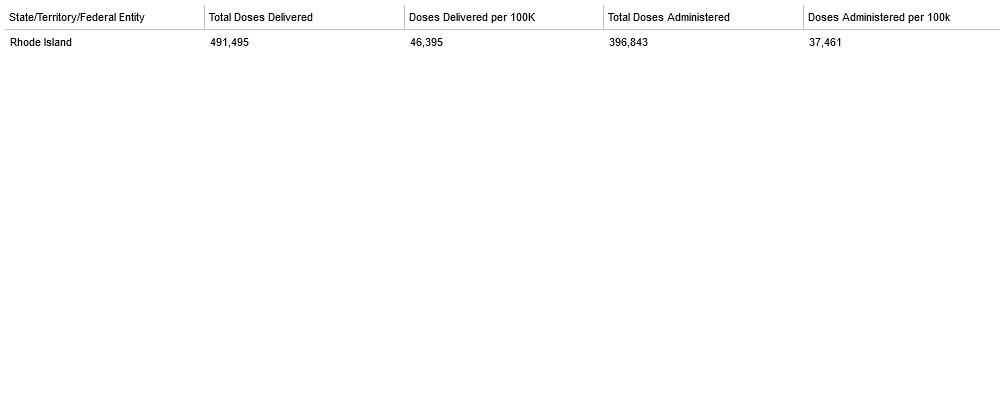 State/Territory/Federal Entity Total Doses Delivered Doses Delivered per 100K Total Doses Administered Doses Administered per 100k
Rhode Island 491,495 46,395 396,843 37,461